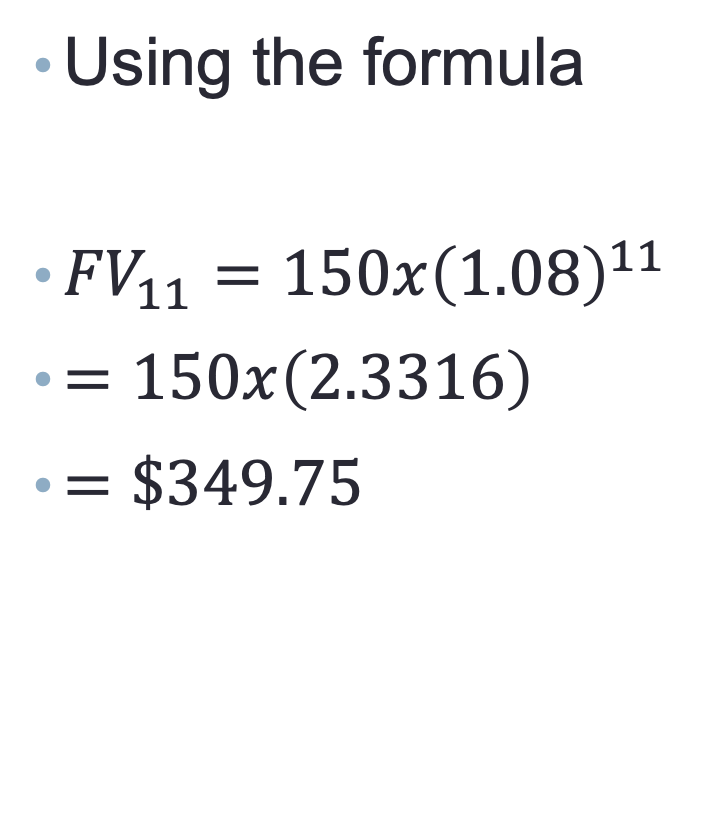 • Using the formula
• 𝐹𝑉₁₁ = 150𝑥(1.08)¹¹
• = 150𝑥(2.3316)
• = $349.75